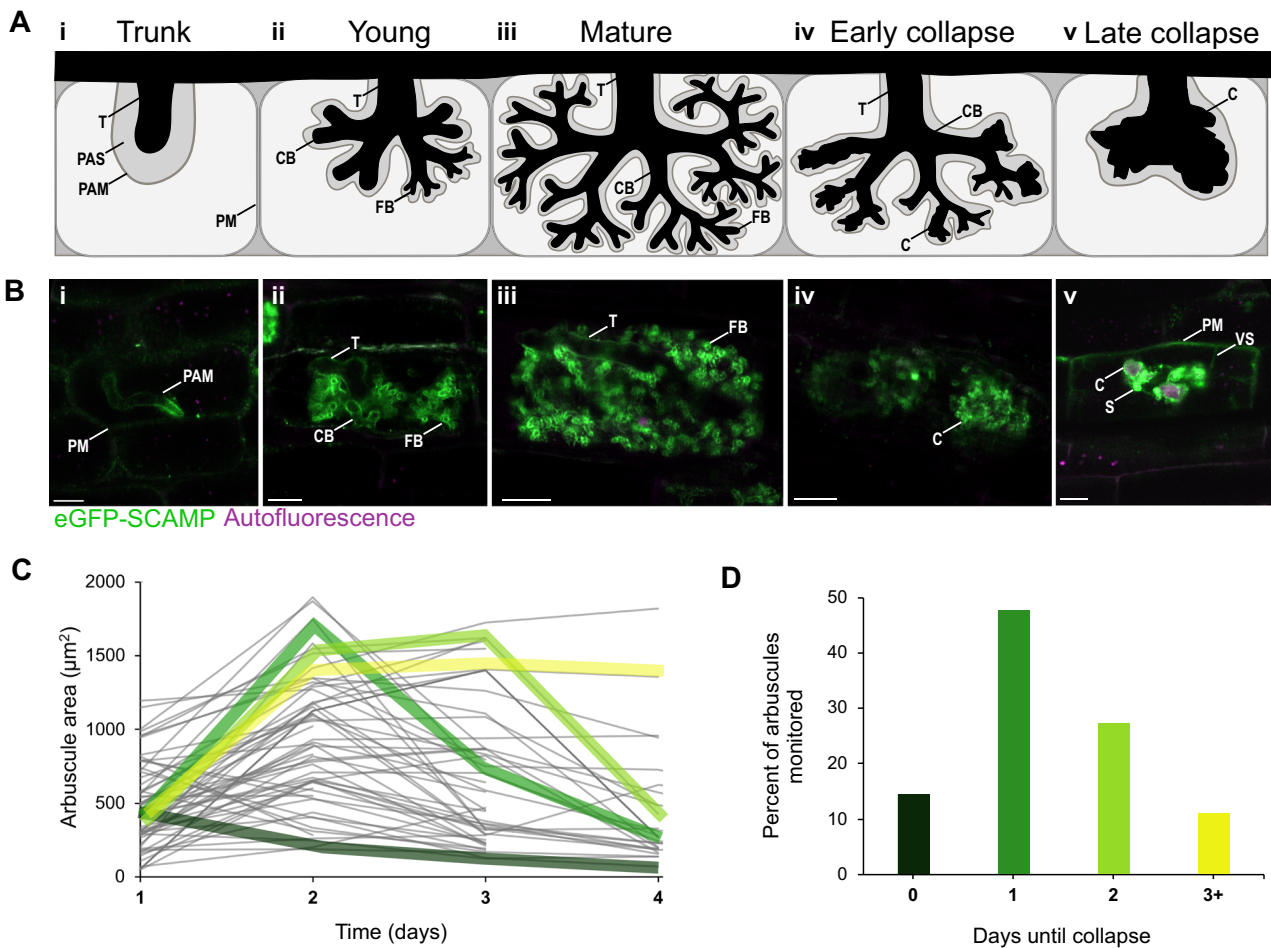 A
i Trunk ii Young iii Mature iv Early collapse v Late collapse
T PAS PAM PM
T CB FB
T CB FB
T CB C
C
B
i ii iii iv v
PAM PM
T CB FB
T FB
C
PM VS C S
eGFP-SCAMP Autofluorescence
C
Arbuscule area (μm²)
2000
1500
1000
500
0
1 2 3 4
Time (days)
D
Percent of arbuscules
monitored
50
40
30
20
10
0
0 1 2 3+
Days until collapse